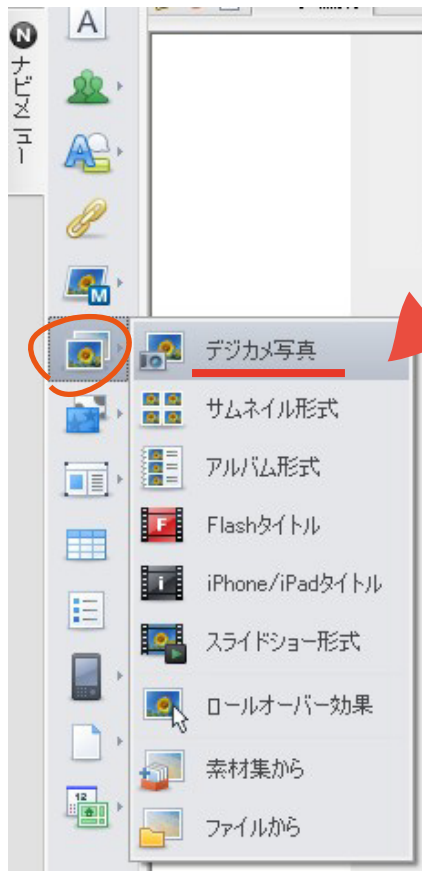 A
N
ナビメニュー
A
M
デジカメ写真
サムネイル形式
アルバム形式
F
Flashタイトル
i
iPhone/iPadタイトル
スライドショー形式
ロールオーバー効果
素材集から
12
ファイルから